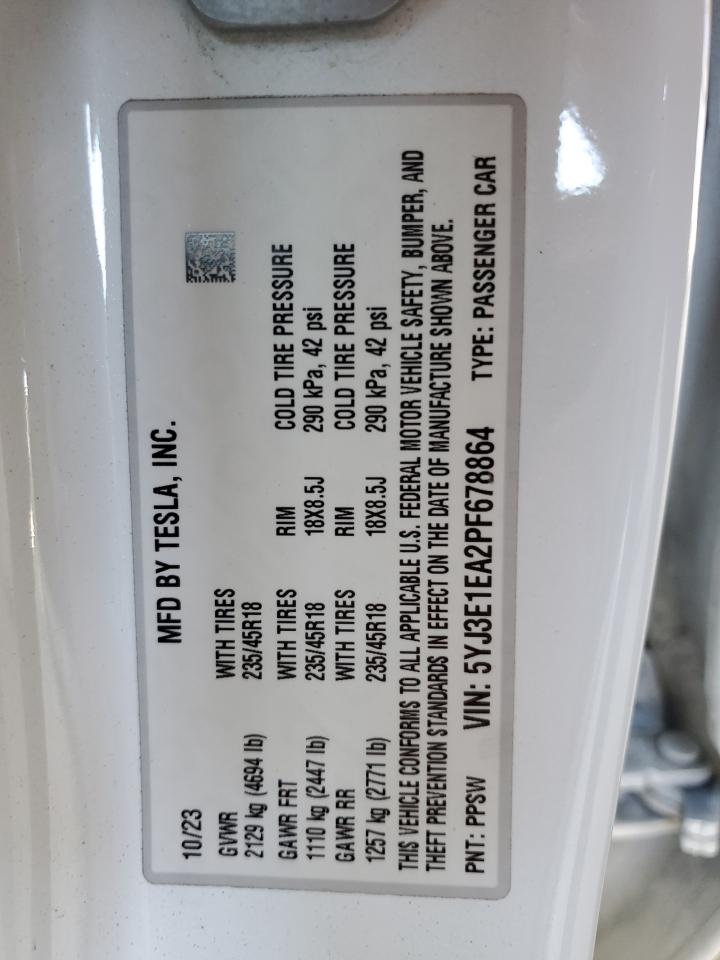 MFD BY TESLA, INC.
10/23
GVWR WITH TIRES
2129 kg (4694 lb) 235/45R18
GAWR FRT WITH TIRES RIM COLD TIRE PRESSURE
1110 kg (2447 lb) 235/45R18 18X8.5J 290 kPa, 42 psi
GAWR RR WITH TIRES RIM COLD TIRE PRESSURE
1257 kg (2771 lb) 235/45R18 18X8.5J 290 kPa, 42 psi
THIS VEHICLE CONFORMS TO ALL APPLICABLE U.S. FEDERAL MOTOR VEHICLE SAFETY, BUMPER, AND
THEFT PREVENTION STANDARDS IN EFFECT ON THE DATE OF MANUFACTURE SHOWN ABOVE.
PNT: PPSW VIN: 5YJ3E1EA2PF678864 TYPE: PASSENGER CAR